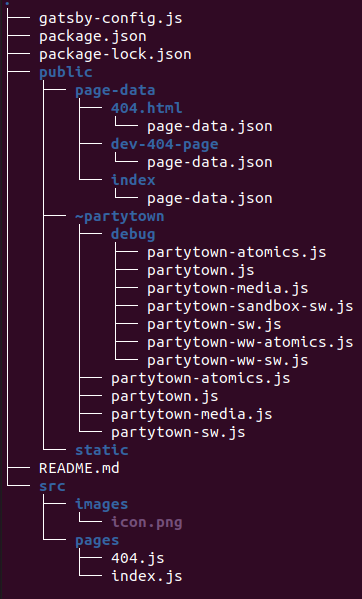 .
├── gatsby-config.js
├── package.json
├── package-lock.json
├── public
│   ├── page-data
│   │   ├── 404.html
│   │   │   └── page-data.json
│   │   ├── dev-404-page
│   │   │   └── page-data.json
│   │   └── index
│   │       └── page-data.json
│   ├── ~partytown
│   │   ├── debug
│   │   │   ├── partytown-atomics.js
│   │   │   ├── partytown.js
│   │   │   ├── partytown-media.js
│   │   │   ├── partytown-sandbox-sw.js
│   │   │   ├── partytown-sw.js
│   │   │   ├── partytown-ww-atomics.js
│   │   │   └── partytown-ww-sw.js
│   │   ├── partytown-atomics.js
│   │   ├── partytown.js
│   │   ├── partytown-media.js
│   │   └── partytown-sw.js
│   └── static
├── README.md
└── src
    ├── images
    │   └── icon.png
    └── pages
        ├── 404.js
        └── index.js